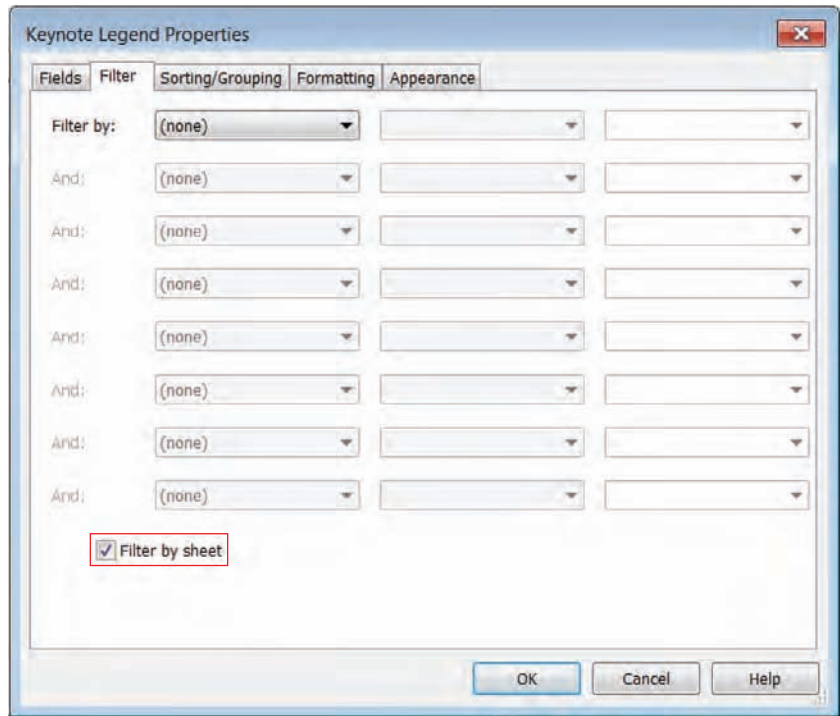 Keynote Legend Properties
Fields Filter Sorting/Grouping Formatting Appearance
Filter by: (none)
And: (none)
And: (none)
And: (none)
And: (none)
And: (none)
And: (none)
And: (none)
Filter by sheet
OK Cancel Help